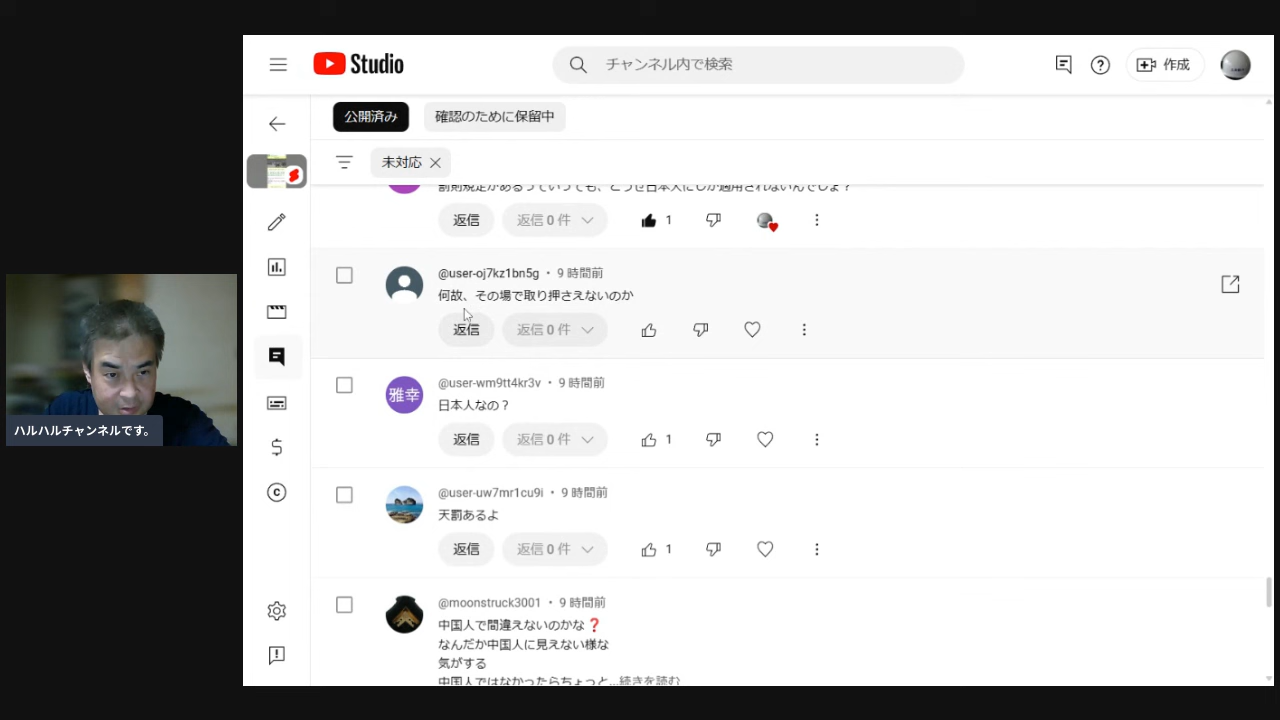 Studio
チャンネル内で検索
作成
公開済み
確認のために保留中
未対応
罰則規定があるっていっても、どうせ日本人にしか適用されないんでしょ？
返信
返信 0 件
1
@user-oj7kz1bn5g • 9 時間前
何故、その場で取り押さえないのか
返信
返信 0 件
@user-wm9tt4kr3v • 9 時間前
雅幸
日本人なの？
返信
返信 0 件
1
ハルハルチャンネルです。
@user-uw7mr1cu9i • 9 時間前
天罰あるよ
返信
返信 0 件
1
@moonstruck3001 • 9 時間前
中国人で間違えないのかな❓
なんだか中国人に見えない様な
気がする
中国人ではなかったらちょっと...続きを読む